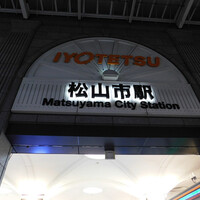 IYOTETSU
松山市駅
Matsuyama City Station